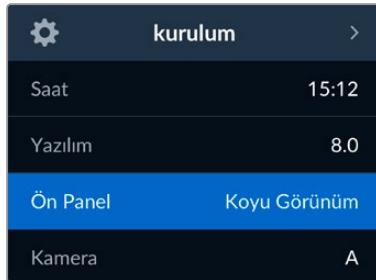 kurulum
Saat 15:12
Yazılım 8.0
Ön Panel Koyu Görünüm
Kamera A